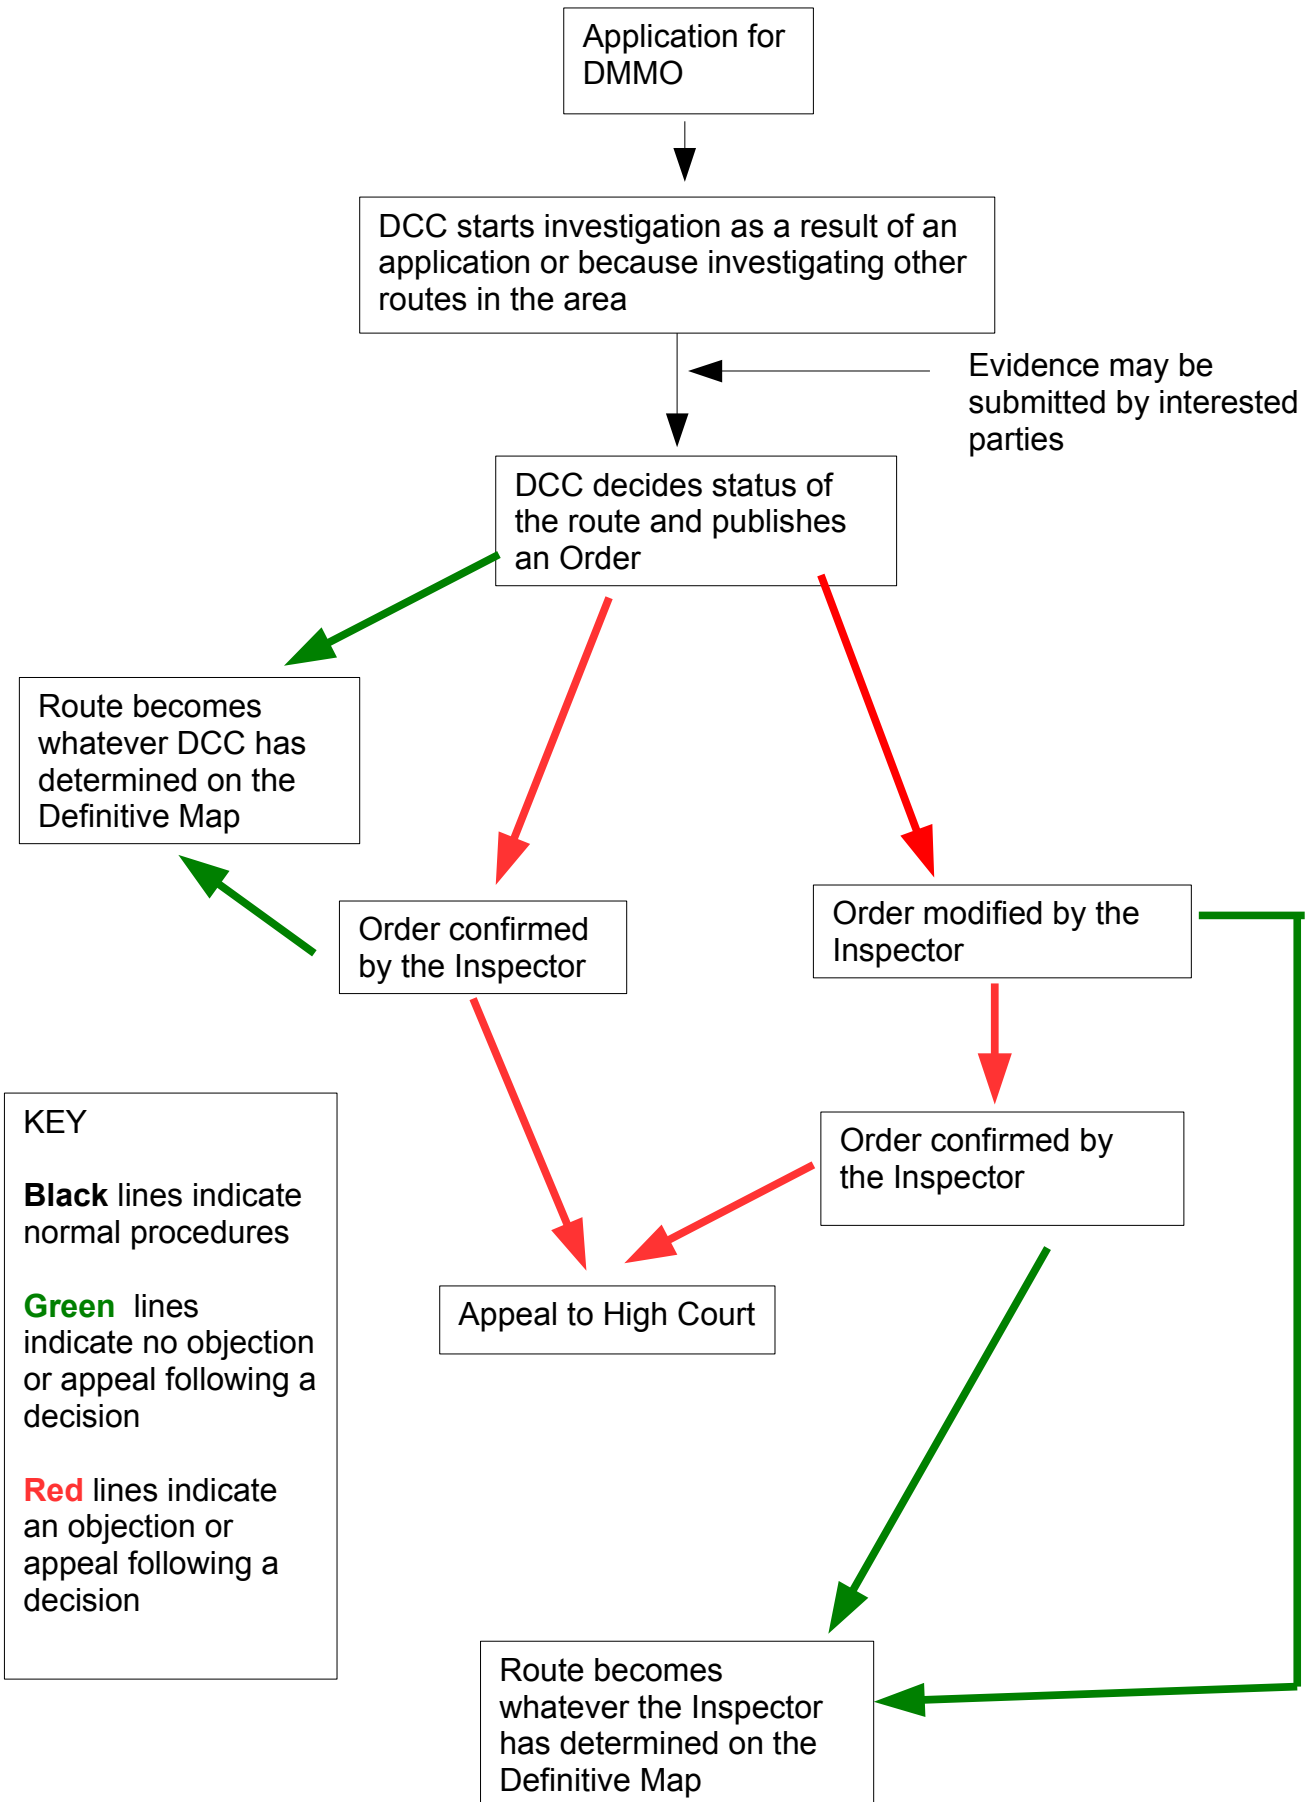 Application for
DMMO
DCC starts investigation as a result of an
application or because investigating other
routes in the area
Evidence may be
submitted by interested
parties
DCC decides status of
the route and publishes
an Order
Route becomes
whatever DCC has
determined on the
Definitive Map
Order confirmed
by the Inspector
Order modified by the
Inspector
Order confirmed by
the Inspector
Appeal to High Court
KEY
Black lines indicate
normal procedures
Green lines
indicate no objection
or appeal following a
decision
Red lines indicate
an objection or
appeal following a
decision
Route becomes
whatever the Inspector
has determined on the
Definitive Map